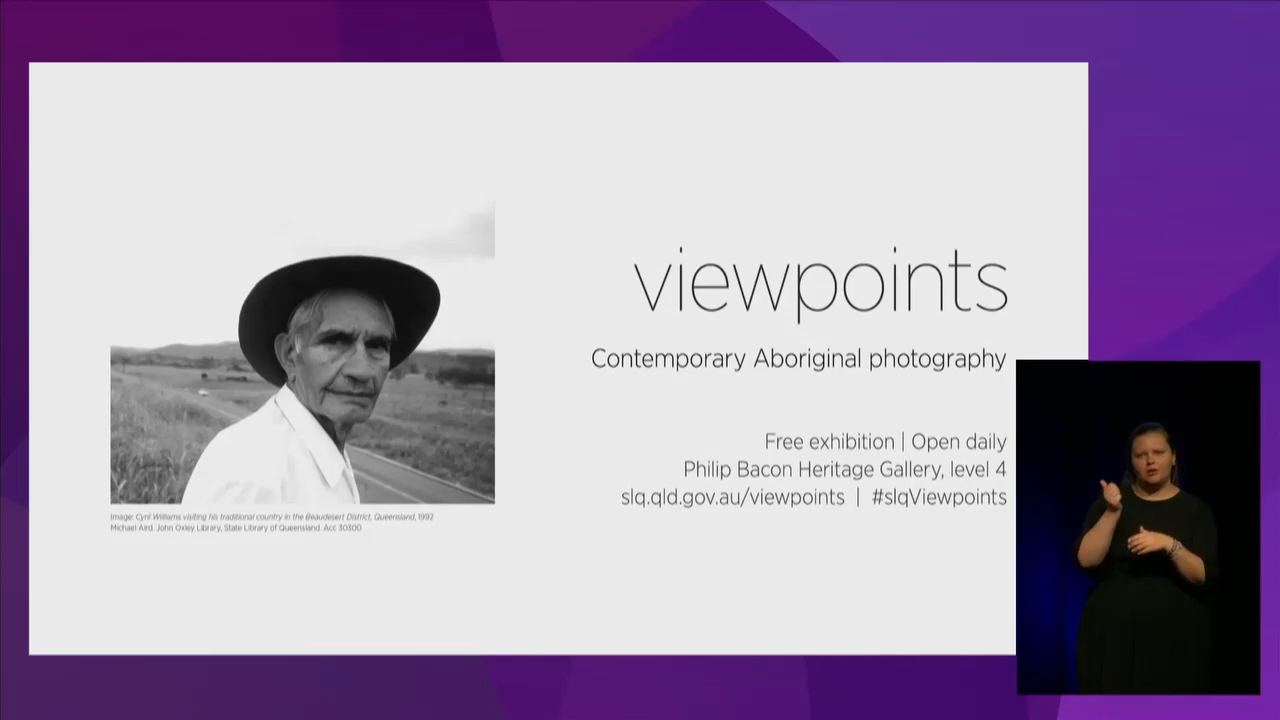 viewpoints
Contemporary Aboriginal photography
Free exhibition | Open daily
Philip Bacon Heritage Gallery, level 4
slq.qld.gov.au/viewpoints | #slqViewpoints
Image: Cyril Williams visiting his traditional country in the Beaudesert District, Queensland, 1992
Michael Aird. John Oxley Library, State Library of Queensland. Acc 30300